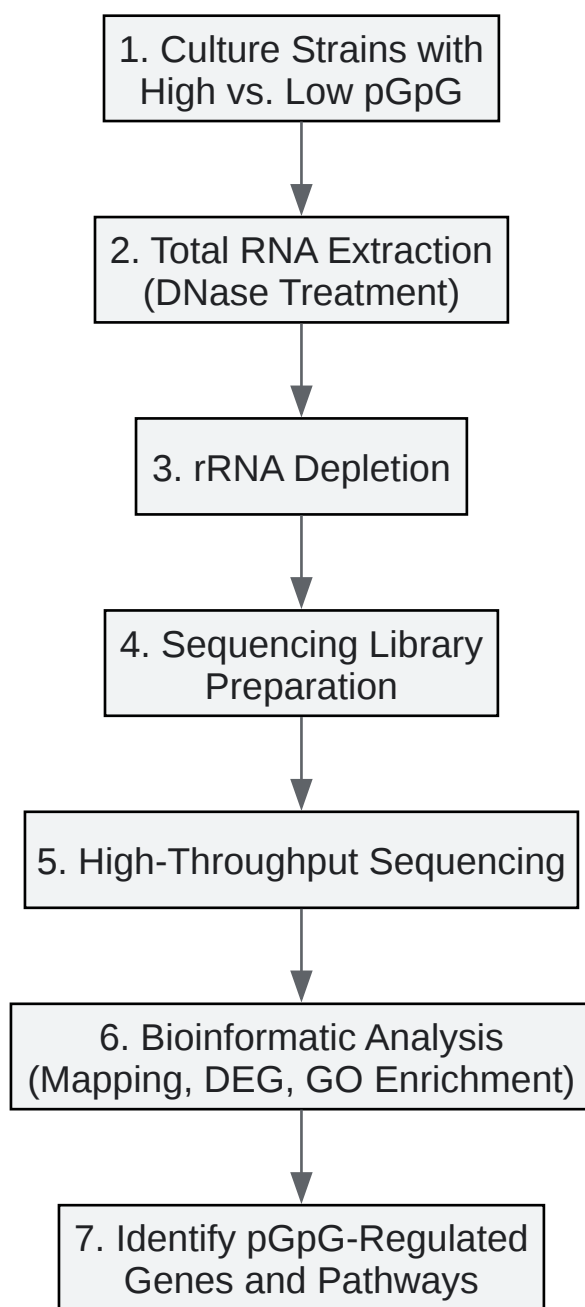 1. Culture Strains with
High vs. Low pGpG
2. Total RNA Extraction
(DNase Treatment)
3. rRNA Depletion
4. Sequencing Library
Preparation
5. High-Throughput Sequencing
6. Bioinformatic Analysis
(Mapping, DEG, GO Enrichment)
7. Identify pGpG-Regulated
Genes and Pathways